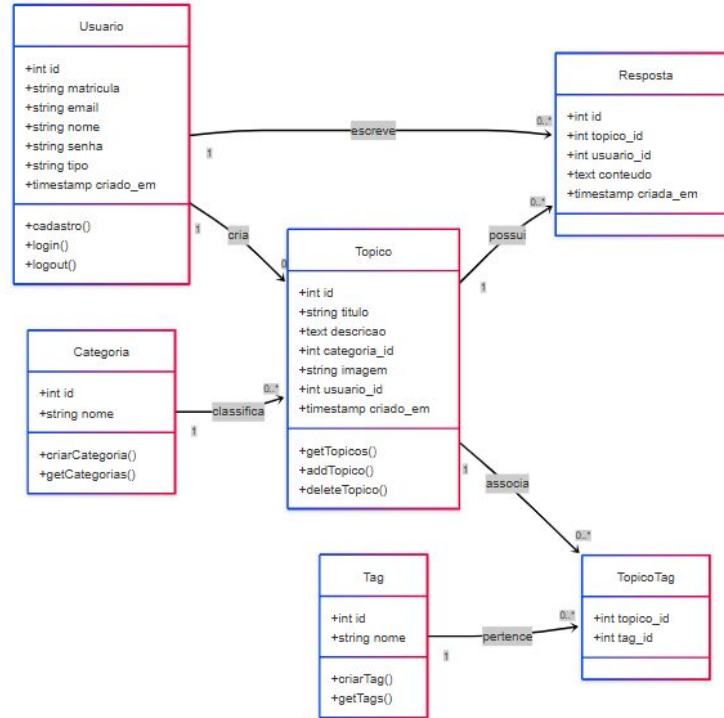 Usuario
+int id
+string matricula
+string email
+string nome
+string senha
+string tipo
+timestamp criado_em
+cadastro()
+login()
+logout()
Resposta
+int id
+int topico_id
+int usuario_id
+text conteudo
+timestamp criada_em
1
escreve
0..*
1
cria
0
Topico
+int id
+string titulo
+text descricao
+int categoria_id
+string imagem
+int usuario_id
+timestamp criado_em
+getTopicos()
+addTopico()
+deleteTopico()
1
possui
0..*
Categoria
+int id
+string nome
+criarCategoria()
+getCategorias()
1
classifica
0..*
1
associa
0..*
Tag
+int id
+string nome
+criarTag()
+getTags()
1
pertence
0..*
TopicoTag
+int topico_id
+int tag_id